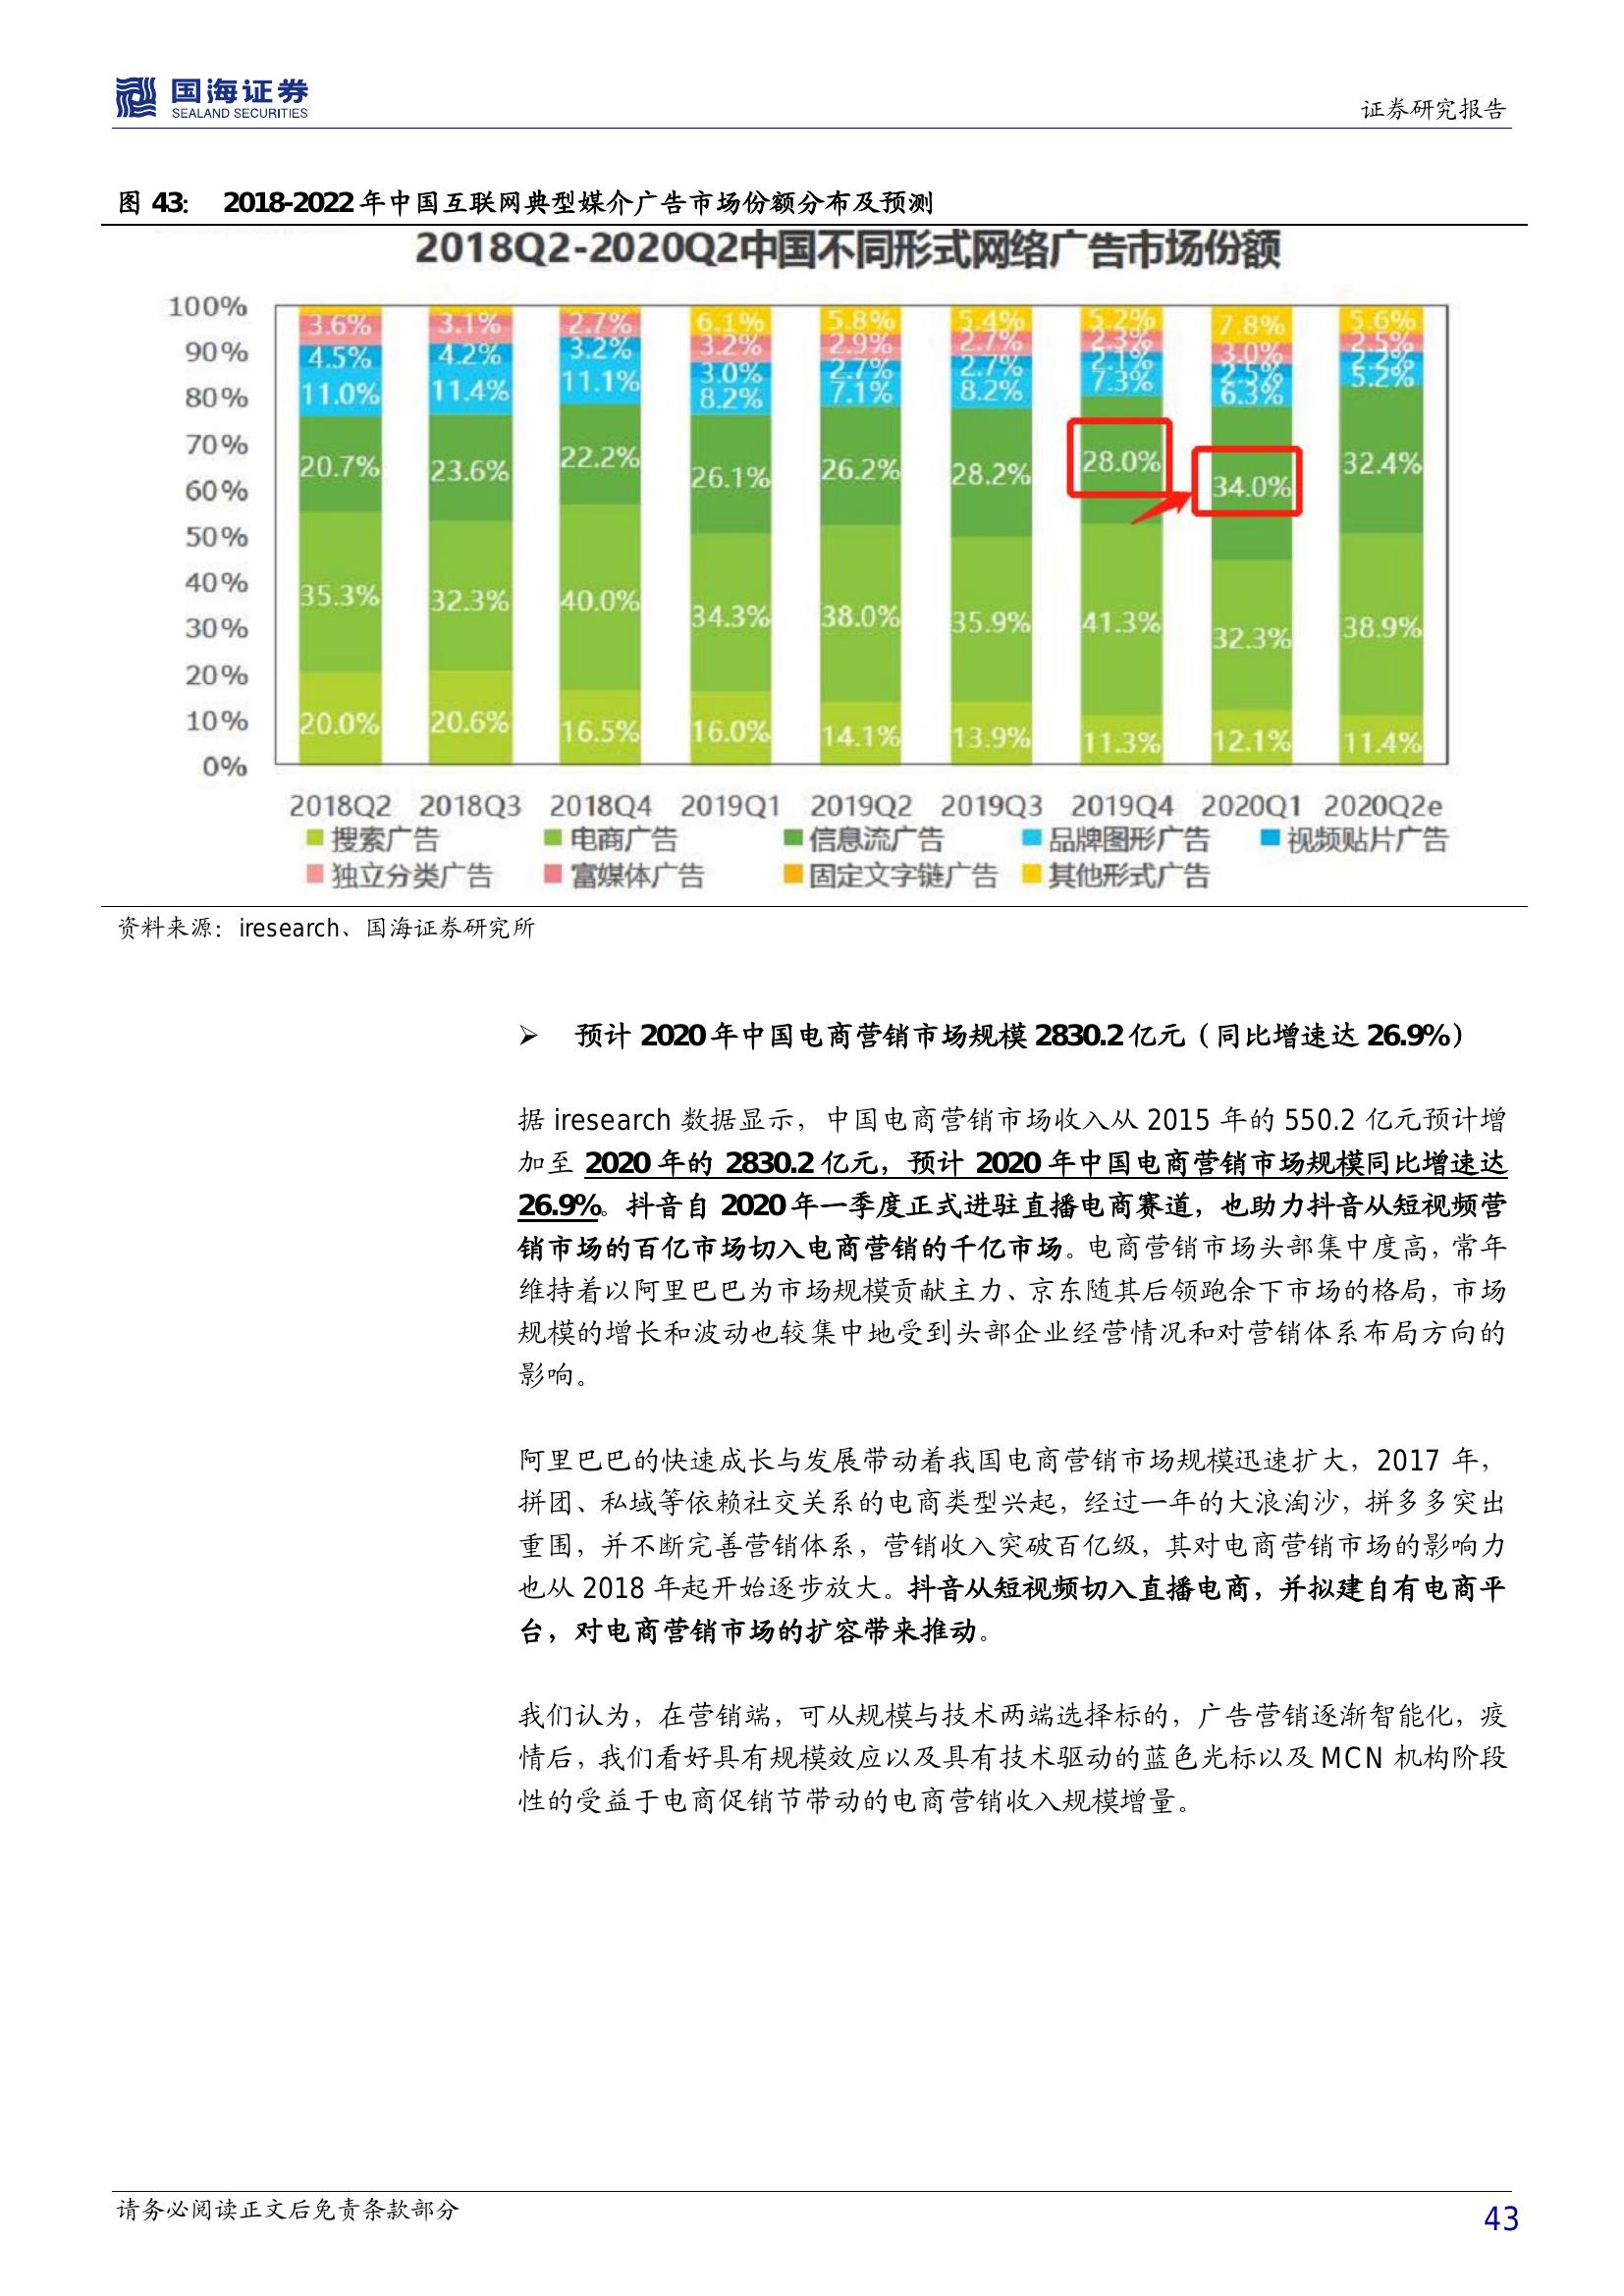 国海证券
SEALAND SECURITIES
证券研究报告
图 43： 2018-2022 年中国互联网典型媒介广告市场份额分布及预测
2018Q2-2020Q2中国不同形式网络广告市场份额
100%
90%
80%
70%
60%
50%
40%
30%
20%
10%
0%
3.6% 3.1% 2.7% 6.1% 5.8% 5.4% 5.2% 7.8% 5.6%
3.2% 2.9% 2.7% 2.3% 3.0% 2.5%
4.5% 4.2% 3.2% 3.0% 2.7% 2.7% 2.1% 2.5%
11.0% 11.4% 11.1% 8.2% 7.1% 8.2% 7.3% 6.3% 5.2%
20.7% 23.6% 22.2% 26.1% 26.2% 28.2% 28.0% 34.0% 32.4%
35.3% 32.3% 40.0% 34.3% 38.0% 35.9% 41.3% 32.3% 38.9%
20.0% 20.6% 16.5% 16.0% 14.1% 13.9% 11.3% 12.1% 11.4%
2018Q2 2018Q3 2018Q4 2019Q1 2019Q2 2019Q3 2019Q4 2020Q1 2020Q2e
搜索广告 电商广告 信息流广告 品牌图形广告 视频贴片广告
独立分类广告 富媒体广告 固定文字链广告 其他形式广告
资料来源：iresearch、国海证券研究所
➢ 预计 2020 年中国电商营销市场规模 2830.2 亿元（同比增速达 26.9%）
据 iresearch 数据显示，中国电商营销市场收入从 2015 年的 550.2 亿元预计增
加至 2020 年的 2830.2 亿元，预计 2020 年中国电商营销市场规模同比增速达
26.9%。抖音自 2020 年一季度正式进驻直播电商赛道，也助力抖音从短视频营
销市场的百亿市场切入电商营销的千亿市场。电商营销市场头部集中度高，常年
维持着以阿里巴巴为市场规模贡献主力、京东随其后领跑余下市场的格局，市场
规模的增长和波动也较集中地受到头部企业经营情况和对营销体系布局方向的
影响。
阿里巴巴的快速成长与发展带动着我国电商营销市场规模迅速扩大，2017 年，
拼团、私域等依赖社交关系的电商类型兴起，经过一年的大浪淘沙，拼多多突出
重围，并不断完善营销体系，营销收入突破百亿级，其对电商营销市场的影响力
也从 2018 年起开始逐步放大。抖音从短视频切入直播电商，并拟建自有电商平
台，对电商营销市场的扩容带来推动。
我们认为，在营销端，可从规模与技术两端选择标的，广告营销逐渐智能化，疫
情后，我们看好具有规模效应以及具有技术驱动的蓝色光标以及 MCN 机构阶段
性的受益于电商促销节带动的电商营销收入规模增量。
请务必阅读正文后免责条款部分
43